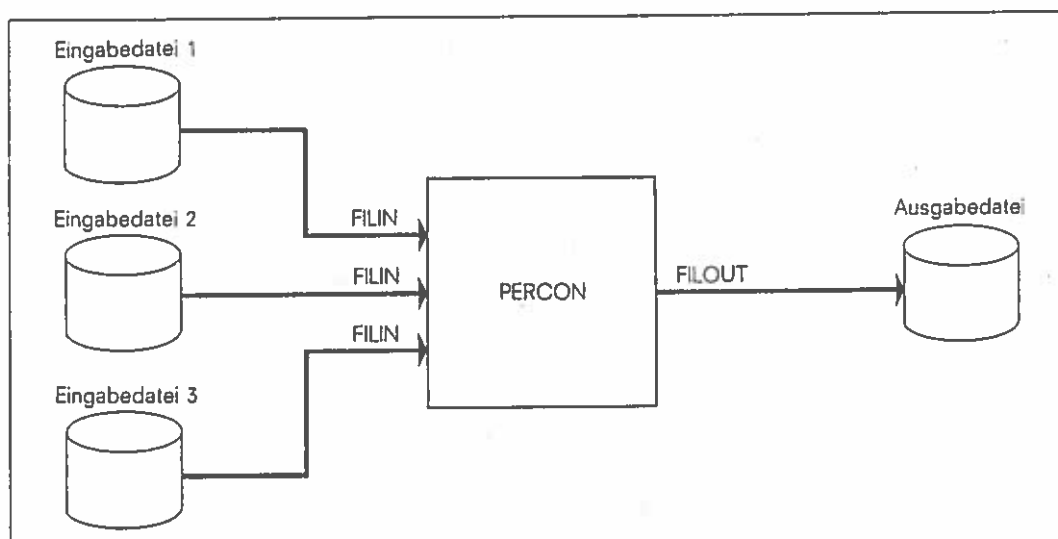 Eingabedatei 1
Eingabedatei 2
Eingabedatei 3
FILIN
FILIN
FILIN
PERCON
FILOUT
Ausgabedatei